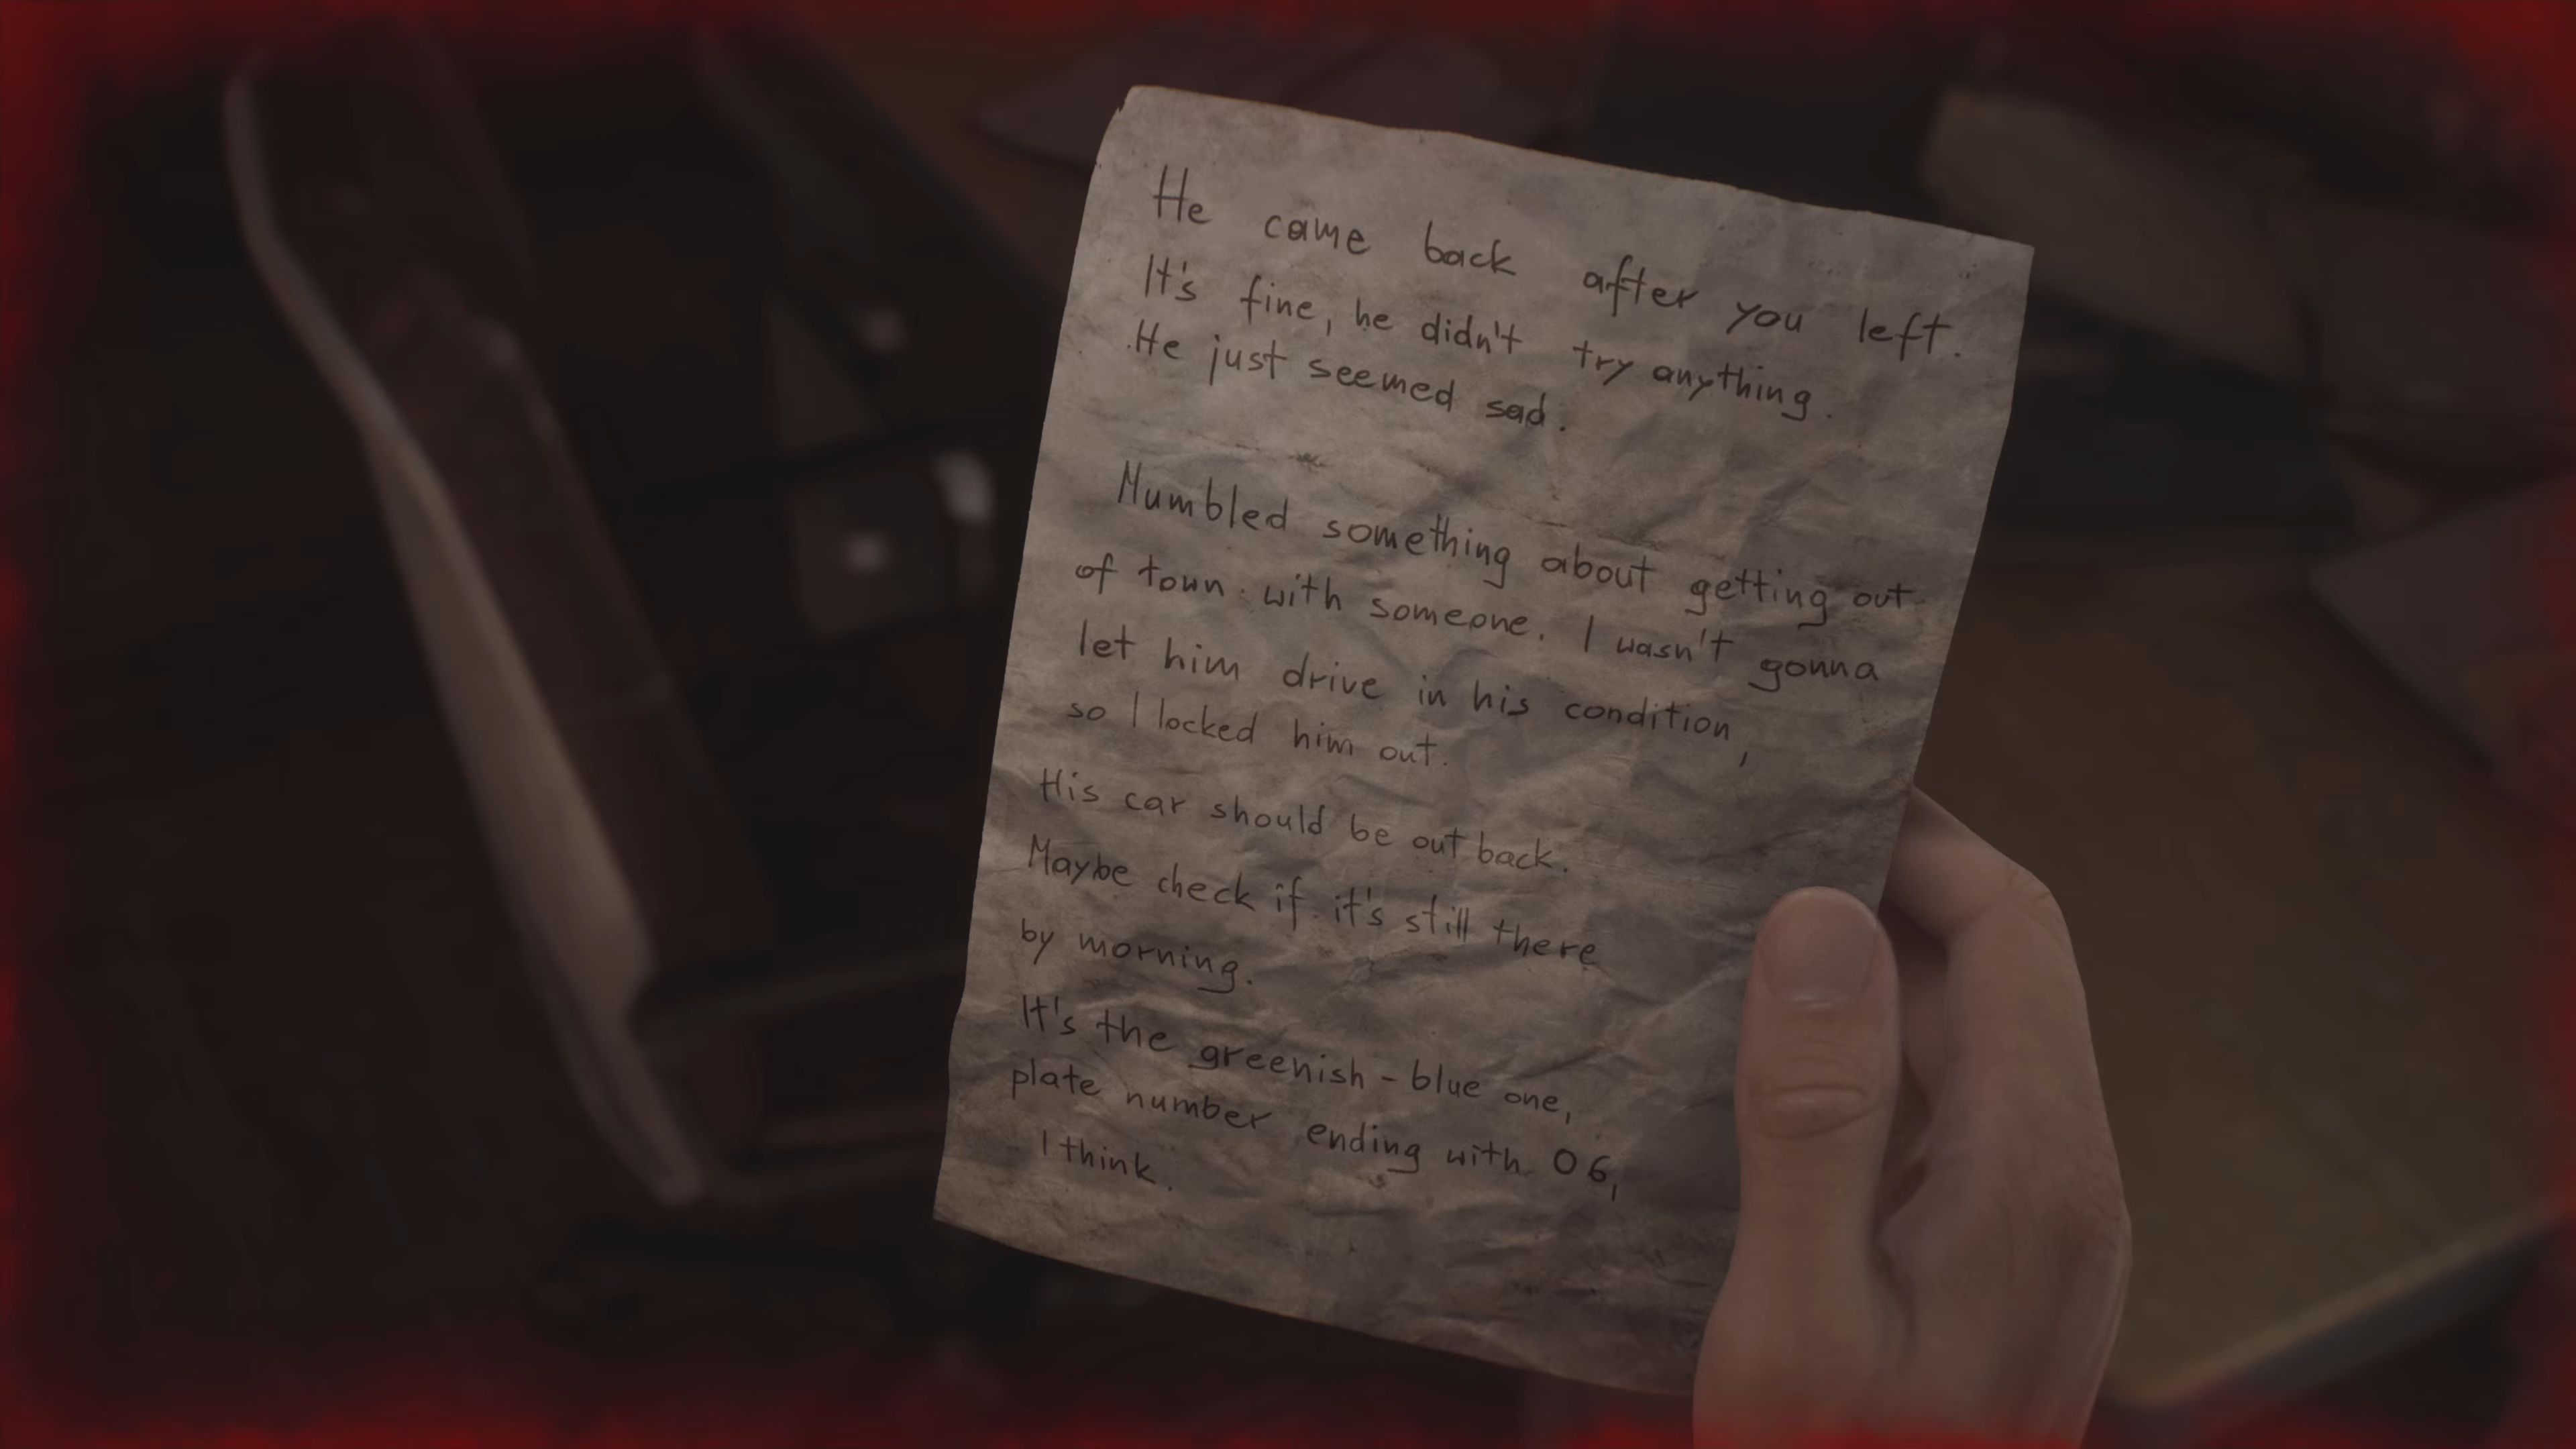 He came back after you left.
It's fine, he didn't try anything.
He just seemed sad.
Mumbled something about getting out
of town with someone. I wasn't gonna
let him drive in his condition,
so I locked him out.
His car should be out back.
Maybe check if it's still there
by morning.
It's the greenish-blue one,
plate number ending with 06,
I think.